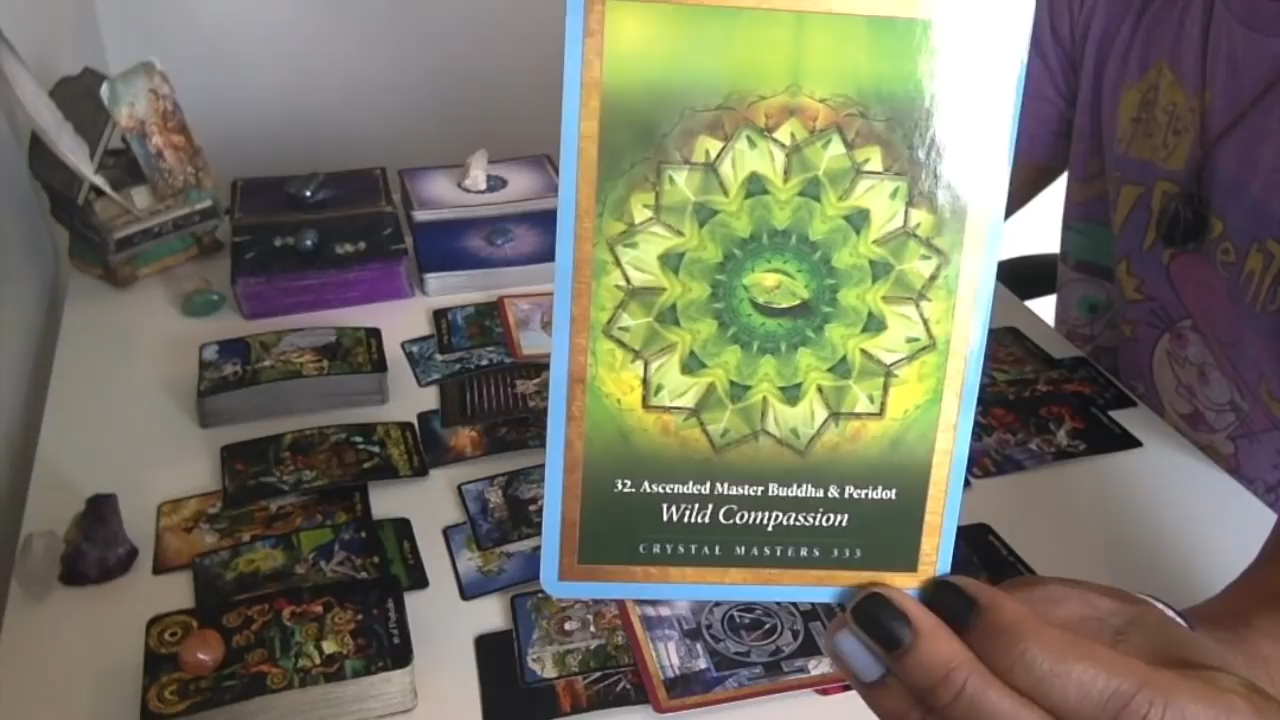 32. Ascended Master Buddha & Peridot
Wild Compassion
CRYSTAL MASTERS 333